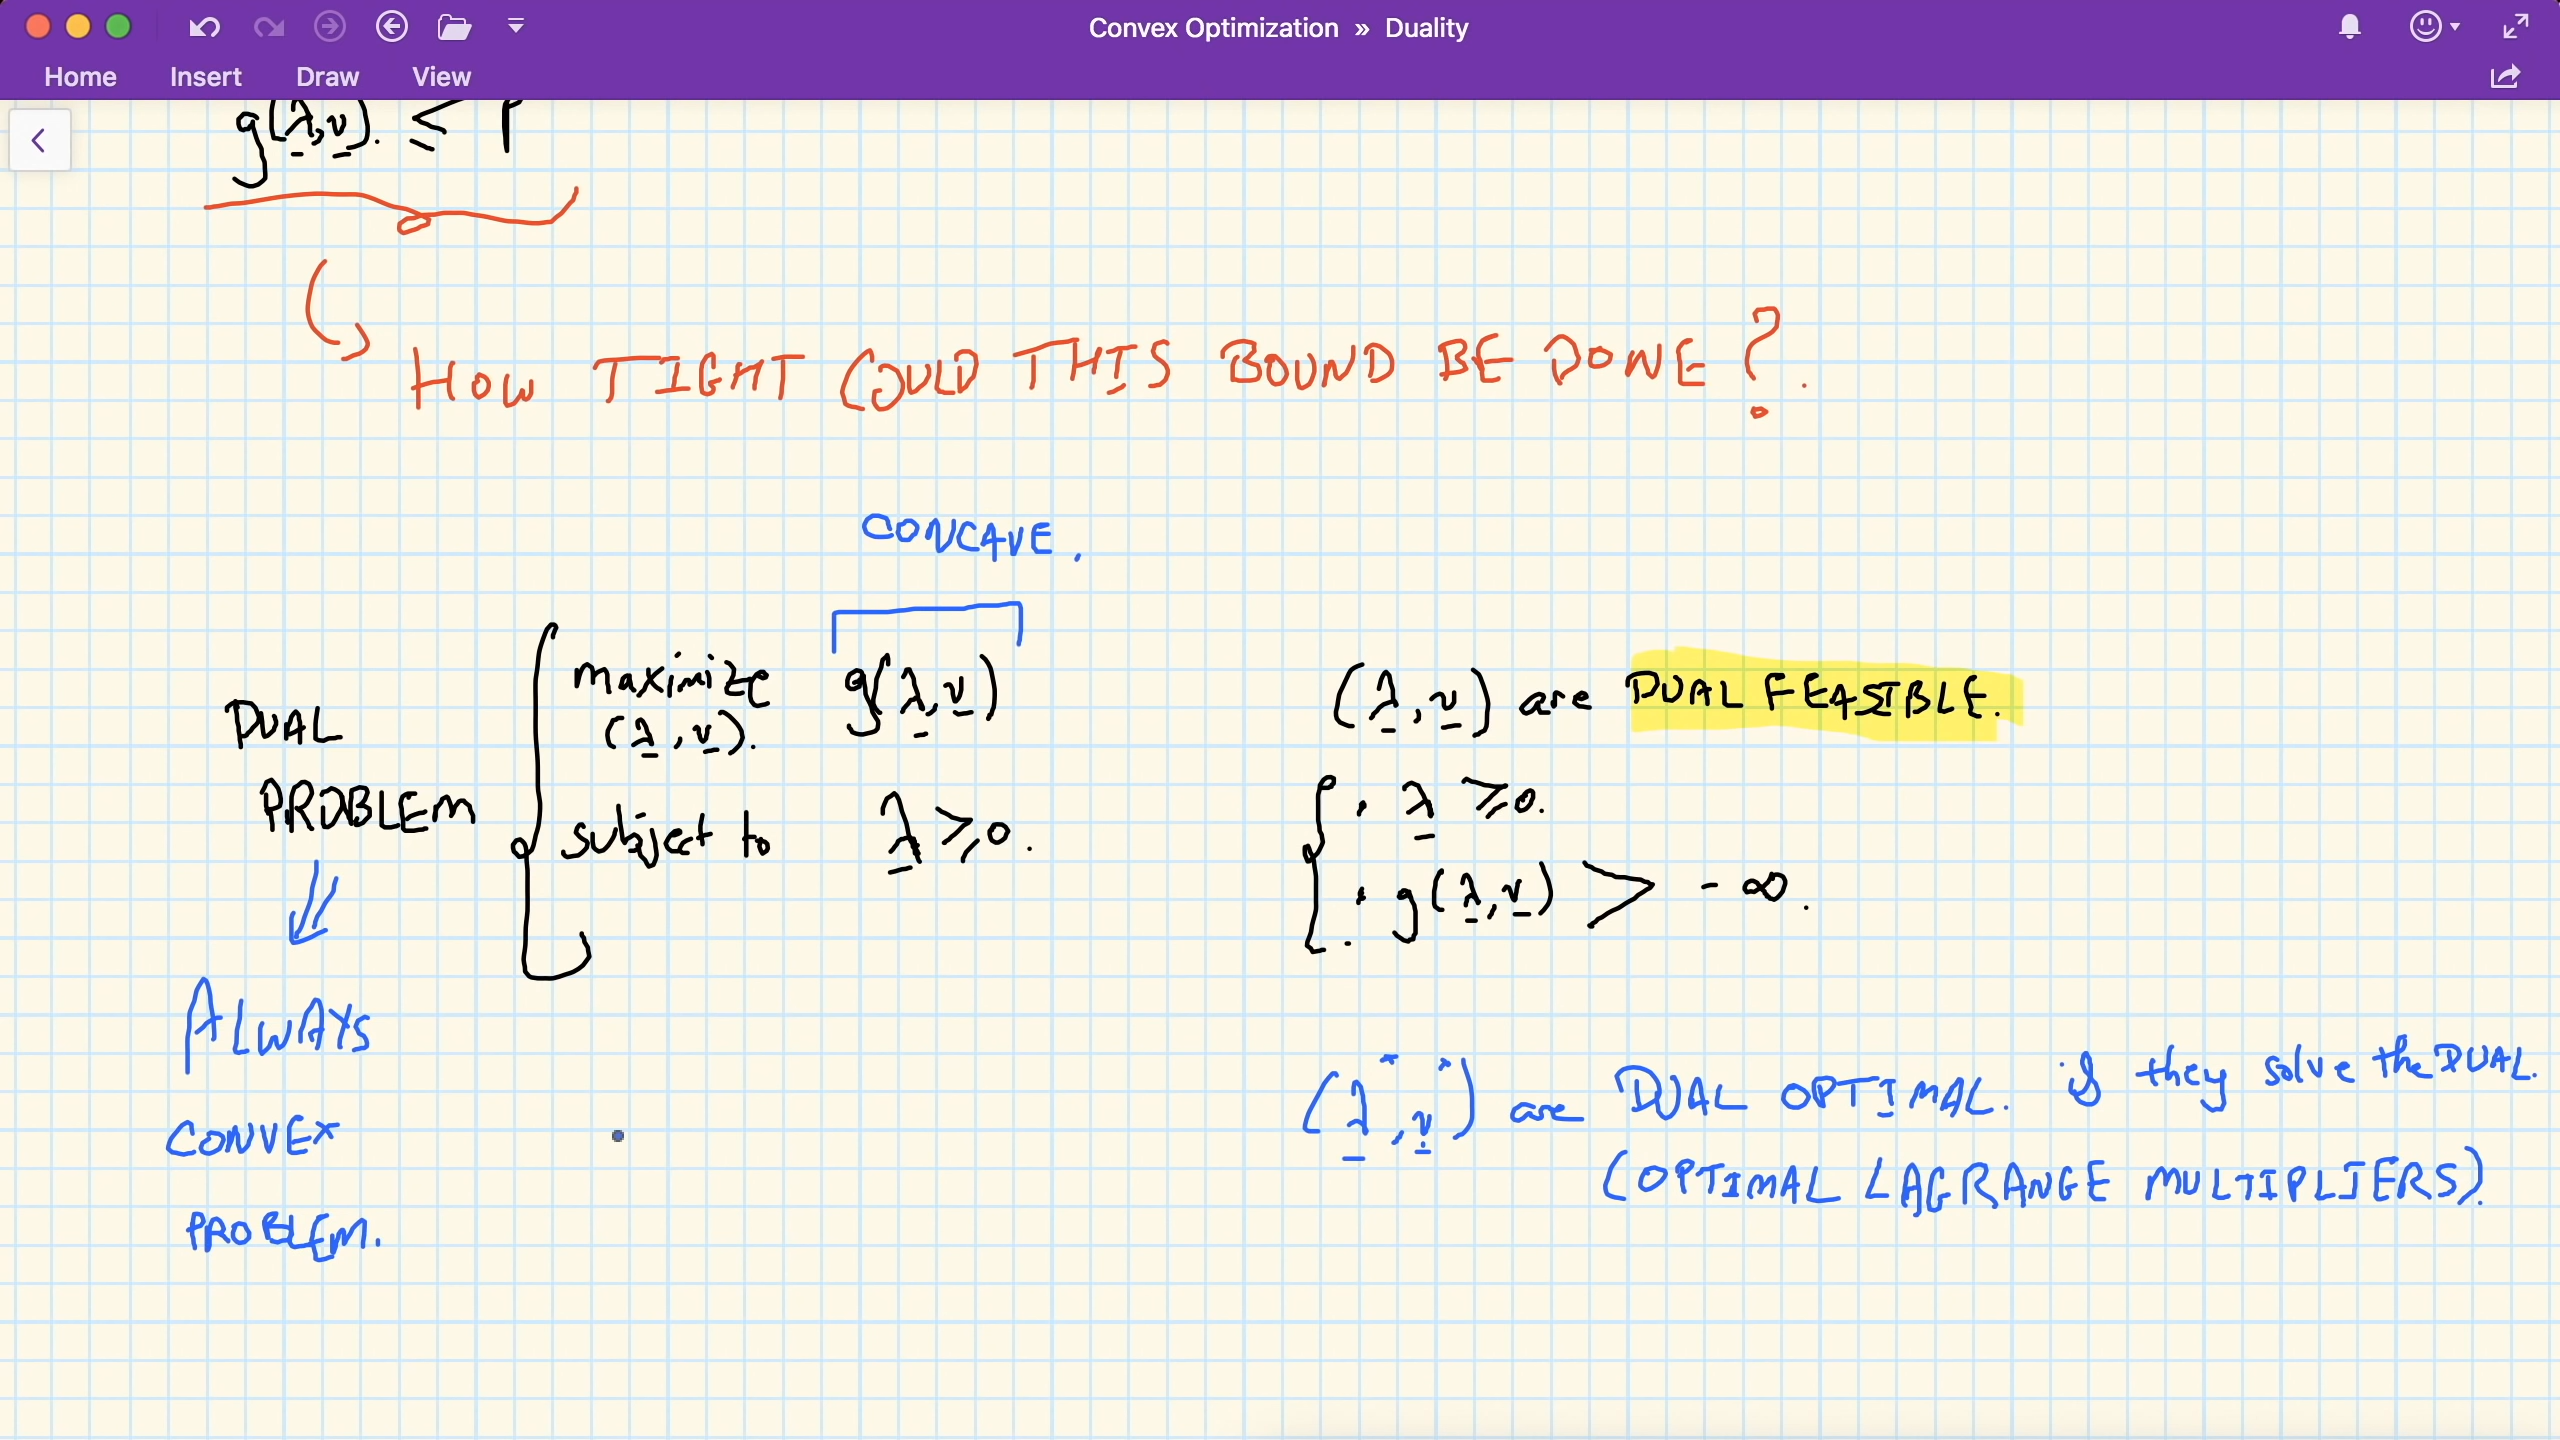 Convex Optimization » Duality
Home Insert Draw View
g(λ,ν). ≤
HOW TIGHT COULD THIS BOUND BE DONE?.
CONCAVE.
DUAL
PROBLEM
maximize g(λ,ν)
(λ,ν).
subject to λ ≥ 0.
ALWAYS
CONVEX
PROBLEM.
(λ,ν) are DUAL FEASIBLE.
· λ ≥ 0.
· g(λ,ν) > -∞.
(λ*,ν*) are DUAL OPTIMAL. if they solve the DUAL.
(OPTIMAL LAGRANGE MULTIPLIERS).